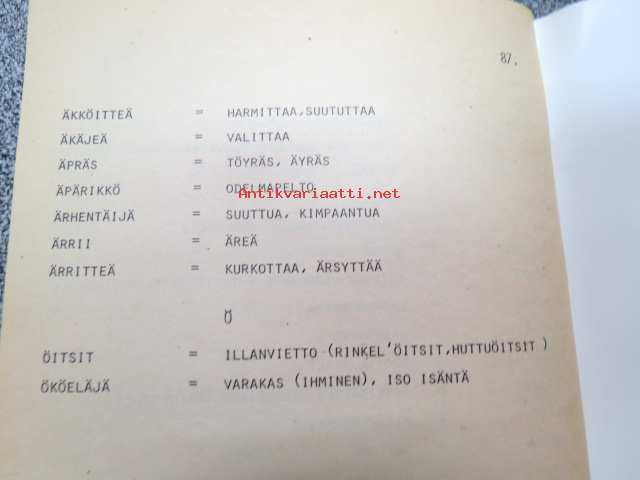 87.
ÄKKÖITTEÄ = HARMITTAA,SUUTUTTAA
ÄKÄJEÄ = VALITTAA
ÄPRÄS = TÖYRÄS, ÄYRÄS
ÄPÄRIKKÖ = ODELMAPELTO
Antikvariaatti.net
ÄRHENTÄIJÄ = SUUTTUA, KIMPAANTUA
ÄRRII = ÄREÄ
ÄRRITTEÄ = KURKOTTAA, ÄRSYTTÄÄ
Ö
ÖITSIT = ILLANVIETTO (RINKEL'ÖITSIT,HUTTUÖITSIT)
ÖKÖELÄJÄ = VARAKAS (IHMINEN), ISO ISÄNTÄ